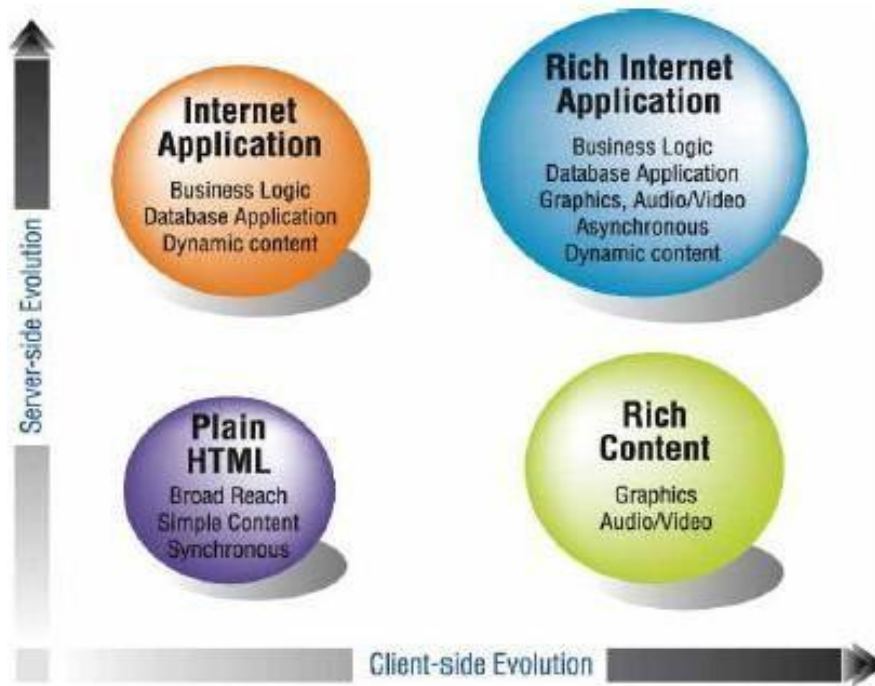 Internet
Application
Business Logic
Database Application
Dynamic content
Rich Internet
Application
Business Logic
Database Application
Graphics, Audio/Video
Asynchronous
Dynamic content
Server-side Evolution
Plain
HTML
Broad Reach
Simple Content
Synchronous
Rich
Content
Graphics
Audio/Video
Client-side Evolution